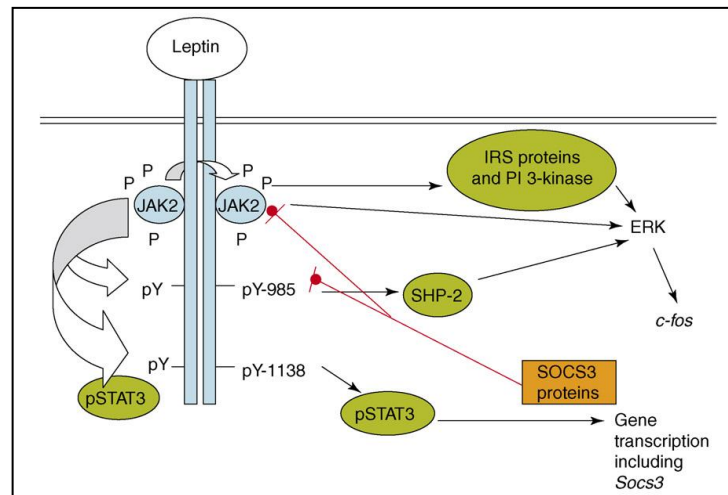 Leptin
P
P
P
P
JAK2
JAK2
P
P
IRS proteins
and PI 3-kinase
ERK
pY
pY-985
SHP-2
c-fos
pY
pY-1138
SOCS3
proteins
pSTAT3
pSTAT3
Gene
transcription
including
Socs3